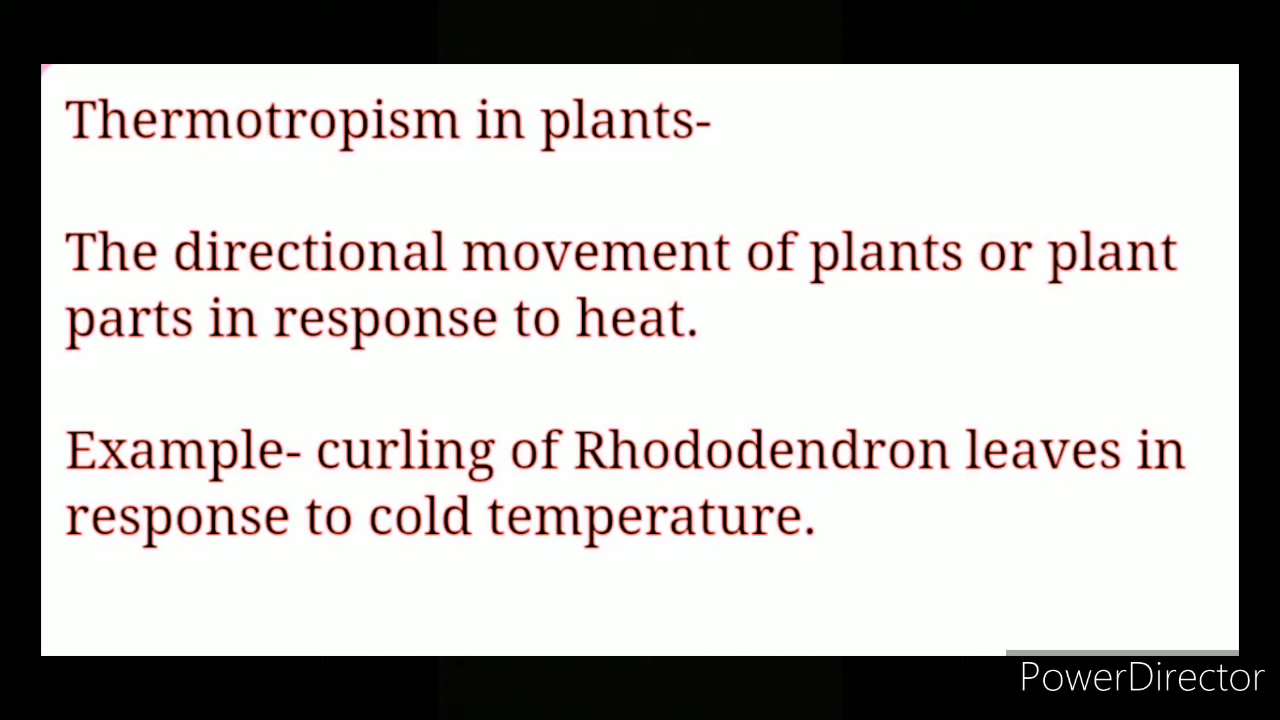 Thermotropism in plants-
The directional movement of plants or plant
parts in response to heat.
Example- curling of Rhododendron leaves in
response to cold temperature.
PowerDirector